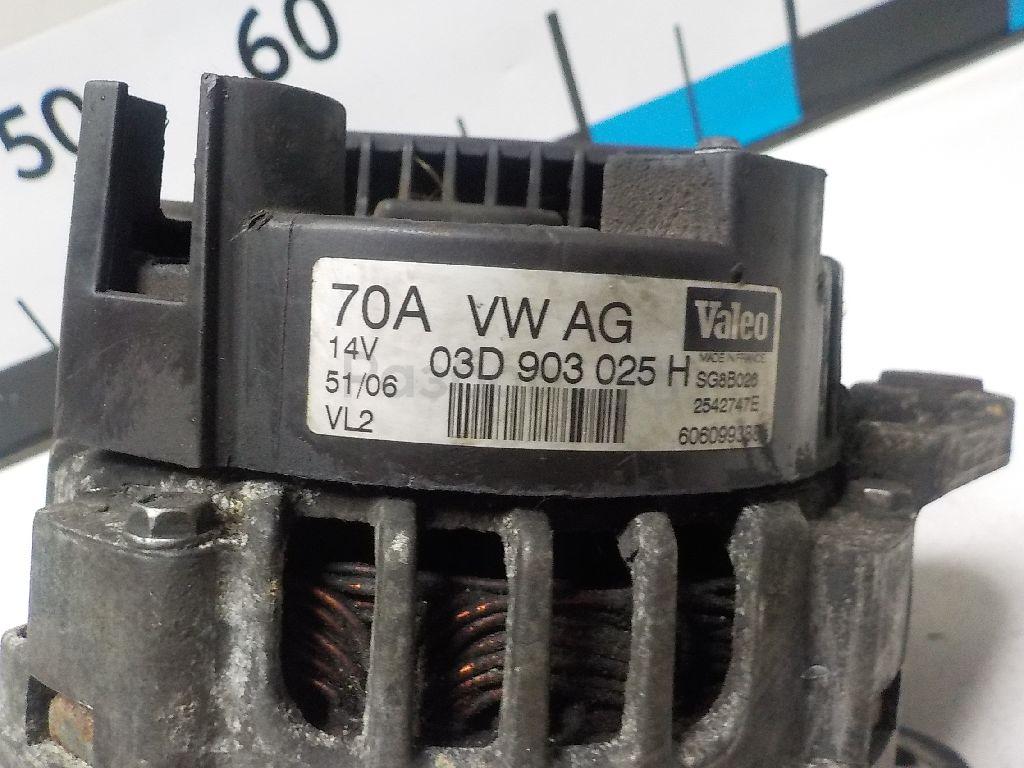 50 60
70A VW AG Valeo
14V 03D 903 025 H MADE IN FRANCE
51/06 SG8B026
VL2 2542747E